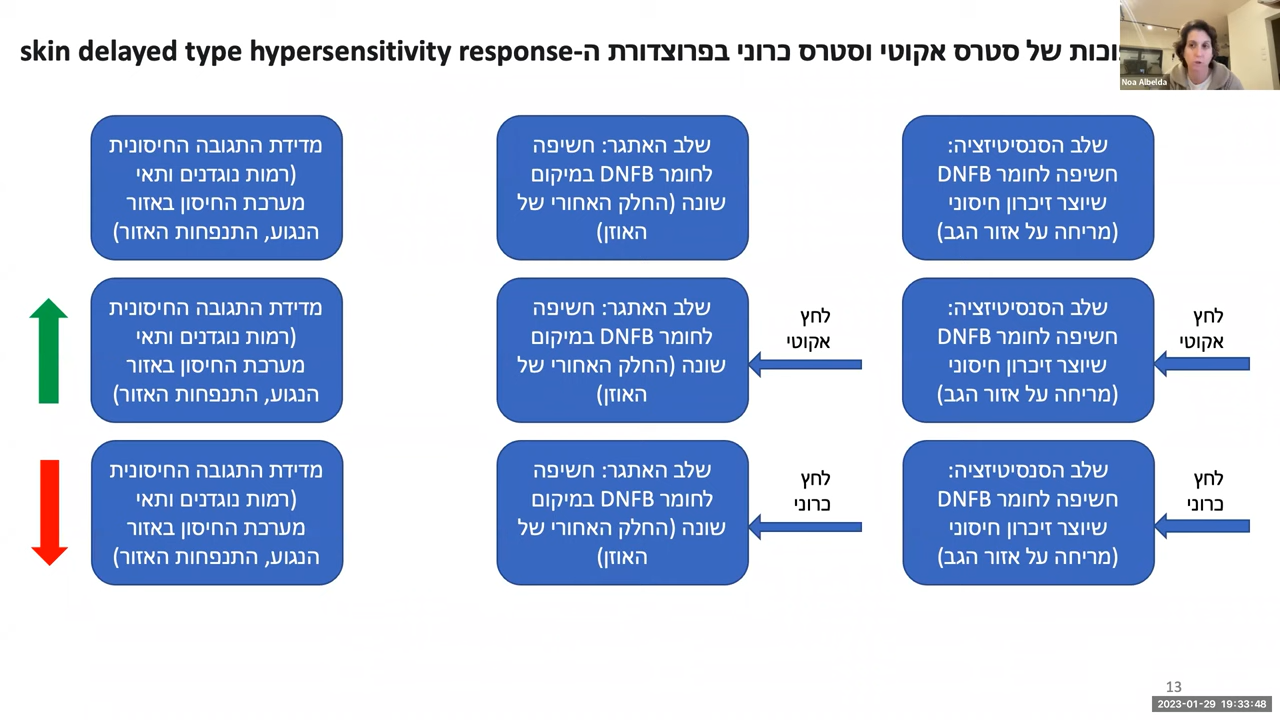 של סטרס אקוטי וסטרס כרוני בפרוצדורת ה-skin delayed type hypersensitivity response
Noa Albelda
שלב הסנסיטיזציה:
חשיפה לחומר DNFB
שיוצר זיכרון חיסוני
(מריחה על אזור הגב)
שלב האתגר: חשיפה
לחומר DNFB במיקום
שונה (החלק האחורי של
האוזן)
מדידת התגובה החיסונית
(רמות נוגדנים ותאי
מערכת החיסון באזור
הנגוע, התנפחות האזור)
לחץ
אקוטי
שלב הסנסיטיזציה:
חשיפה לחומר DNFB
שיוצר זיכרון חיסוני
(מריחה על אזור הגב)
לחץ
אקוטי
שלב האתגר: חשיפה
לחומר DNFB במיקום
שונה (החלק האחורי של
האוזן)
מדידת התגובה החיסונית
(רמות נוגדנים ותאי
מערכת החיסון באזור
הנגוע, התנפחות האזור)
לחץ
כרוני
שלב הסנסיטיזציה:
חשיפה לחומר DNFB
שיוצר זיכרון חיסוני
(מריחה על אזור הגב)
לחץ
כרוני
שלב האתגר: חשיפה
לחומר DNFB במיקום
שונה (החלק האחורי של
האוזן)
מדידת התגובה החיסונית
(רמות נוגדנים ותאי
מערכת החיסון באזור
הנגוע, התנפחות האזור)
13
2023-01-29 19:33:48